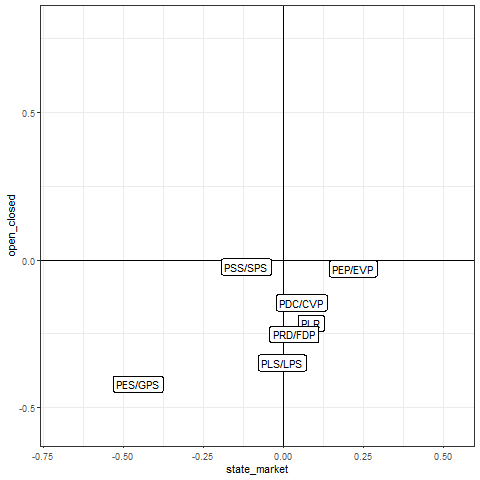 open_closed
0.5
0.0
-0.5
PSS/SPS
PEP/EVP
PDC/CVP
PLR
PRD/FDP
PLS/LPS
PES/GPS
-0.75
-0.50
-0.25
0.00
0.25
0.50
state_market